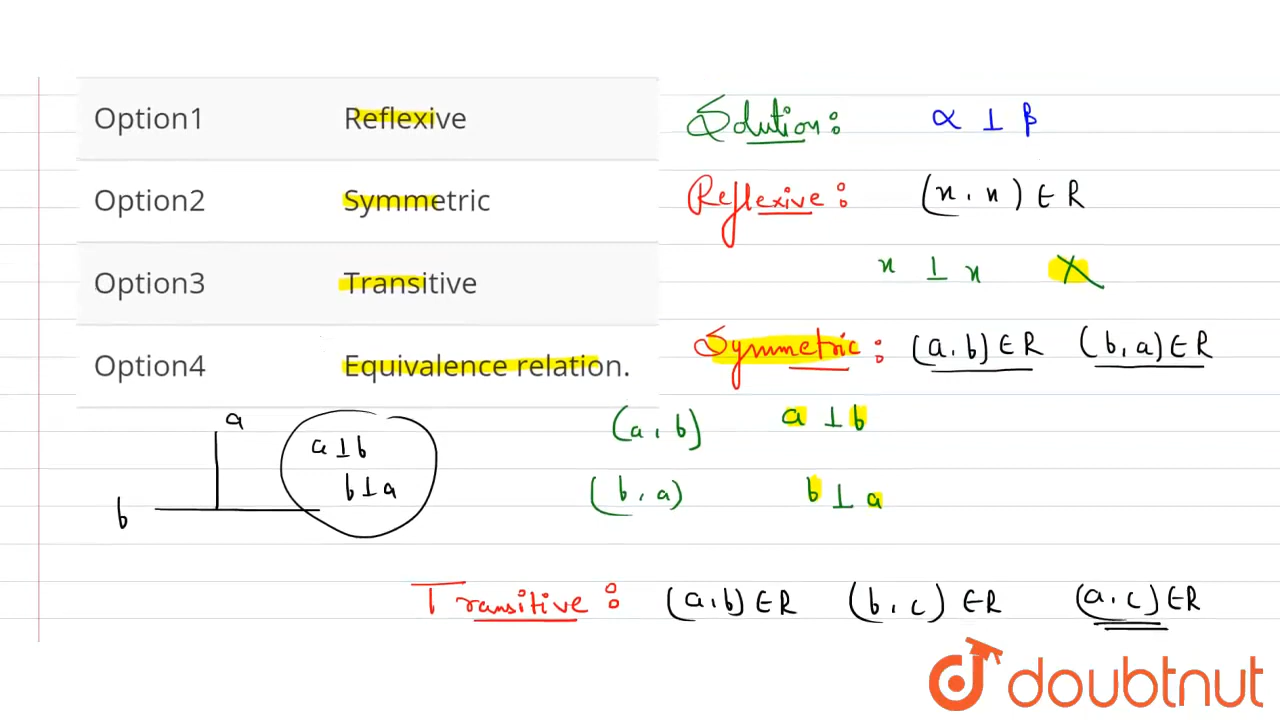 Option1 Reflexive
Option2 Symmetric
Option3 Transitive
Option4 Equivalence relation.
Solution: α ⊥ β
Reflexive: (x, x) ∈ R
x ⊥ x
Symmetric: (a, b) ∈ R (b, a) ∈ R
(a, b) a ⊥ b
(b, a) b ⊥ a
a
b
a ⊥ b
b ⊥ a
Transitive: (a, b) ∈ R (b, c) ∈ R (a, c) ∈ R
doubtnut